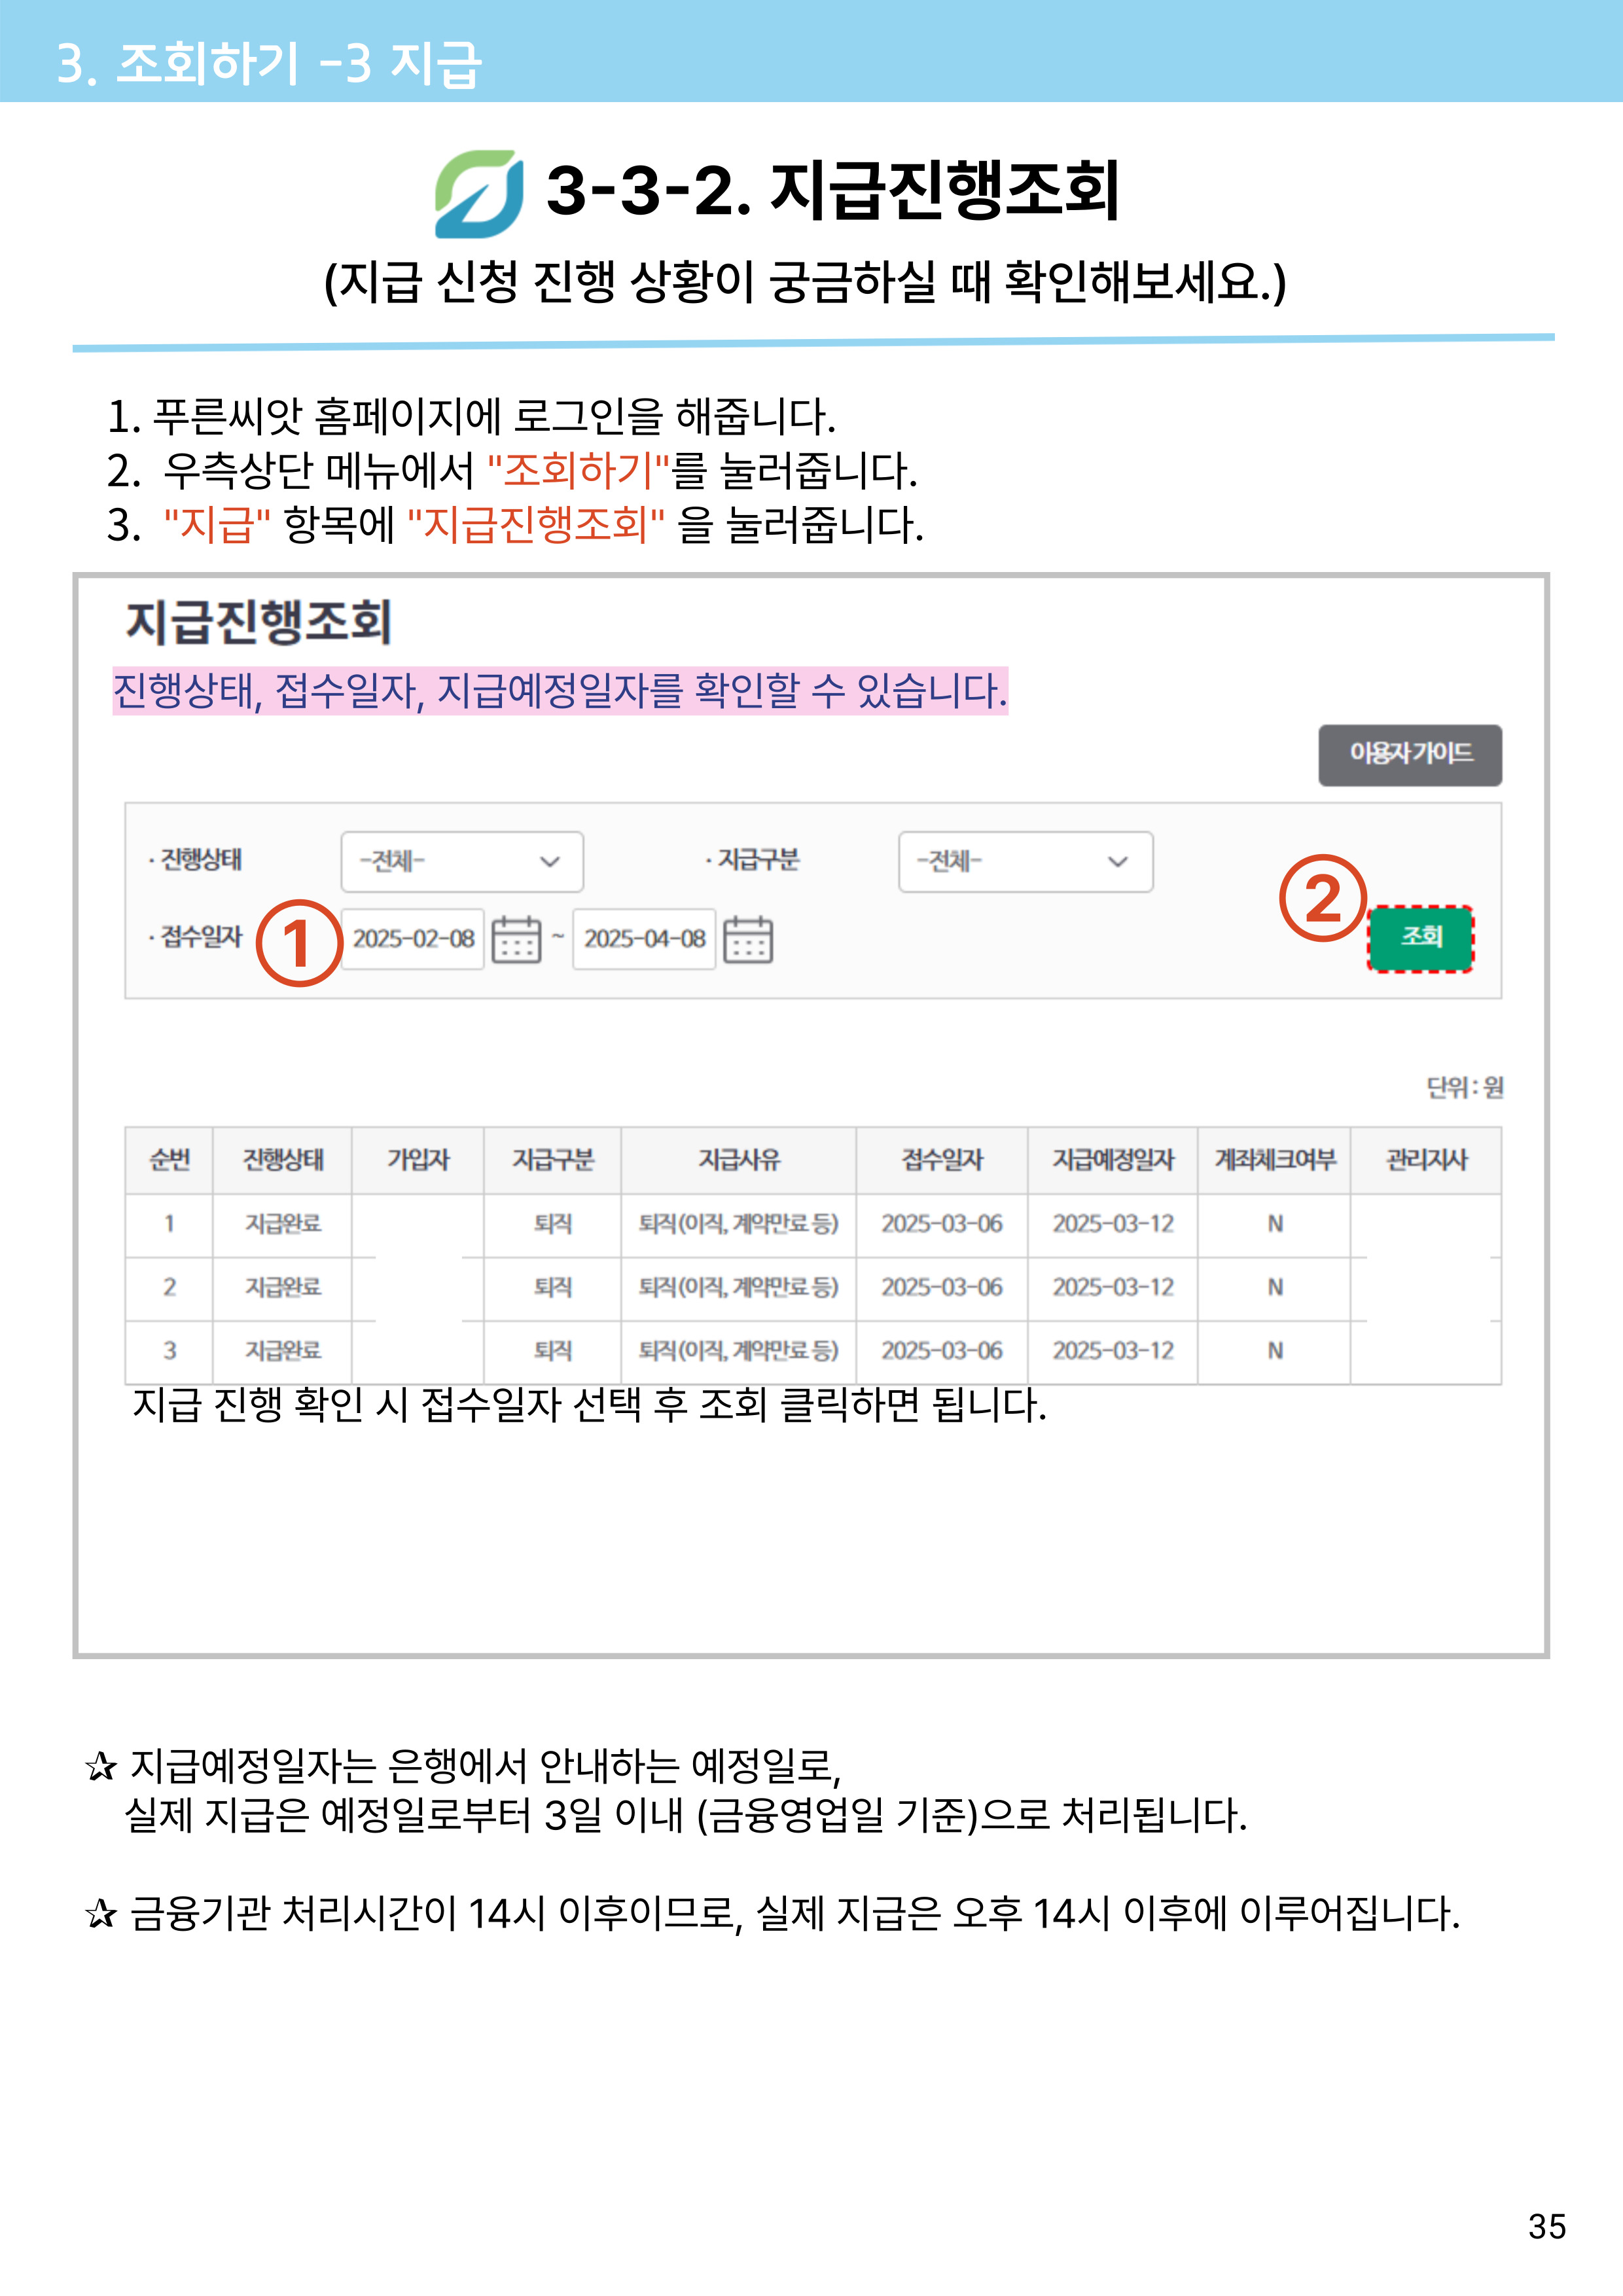 3. 조회하기 -3 지급
3-3-2. 지급진행조회
(지급 신청 진행 상황이 궁금하실 때 확인해보세요.)
1. 푸른씨앗 홈페이지에 로그인을 해줍니다.
2. 우측상단 메뉴에서 "조회하기"를 눌러줍니다.
3. "지급" 항목에 "지급진행조회" 을 눌러줍니다.
지급진행조회
진행상태, 접수일자, 지급예정일자를 확인할 수 있습니다.
이용자 가이드
· 진행상태 -전체- · 지급구분 -전체-
· 접수일자 ① 2025-02-08 ~ 2025-04-08 ② 조회
단위 : 원
순번 진행상태 가입자 지급구분 지급사유 접수일자 지급예정일자 계좌체크여부 관리지사
1 지급완료 퇴직 퇴직(이직, 계약만료 등) 2025-03-06 2025-03-12 N
2 지급완료 퇴직 퇴직(이직, 계약만료 등) 2025-03-06 2025-03-12 N
3 지급완료 퇴직 퇴직(이직, 계약만료 등) 2025-03-06 2025-03-12 N
지급 진행 확인 시 접수일자 선택 후 조회 클릭하면 됩니다.
✰ 지급예정일자는 은행에서 안내하는 예정일로,
실제 지급은 예정일로부터 3일 이내 (금융영업일 기준)으로 처리됩니다.
✰ 금융기관 처리시간이 14시 이후이므로, 실제 지급은 오후 14시 이후에 이루어집니다.
35